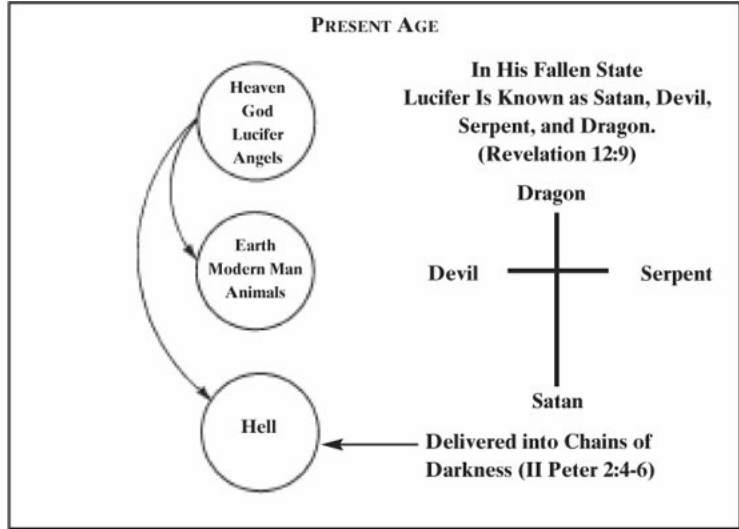 PRESENT AGE
Heaven
God
Lucifer
Angels
Earth
Modern Man
Animals
Hell
In His Fallen State
Lucifer Is Known as Satan, Devil,
Serpent, and Dragon.
(Revelation 12:9)
Dragon
Devil Serpent
Satan
Delivered into Chains of
Darkness (II Peter 2:4-6)